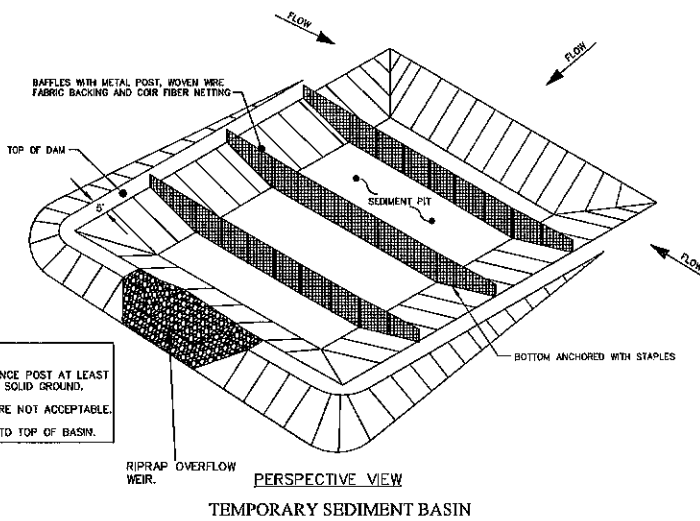 FLOW
FLOW
BAFFLES WITH METAL POST, WOVEN WIRE
FABRIC BACKING AND COIR FIBER NETTING
TOP OF DAM
5'
SEDIMENT PIT
FLOW
BOTTOM ANCHORED WITH STAPLES
NCE POST AT LEAST
SOLID GROUND,
RE NOT ACCEPTABLE.
TO TOP OF BASIN.
RIPRAP OVERFLOW
WEIR.
PERSPECTIVE VIEW
TEMPORARY SEDIMENT BASIN